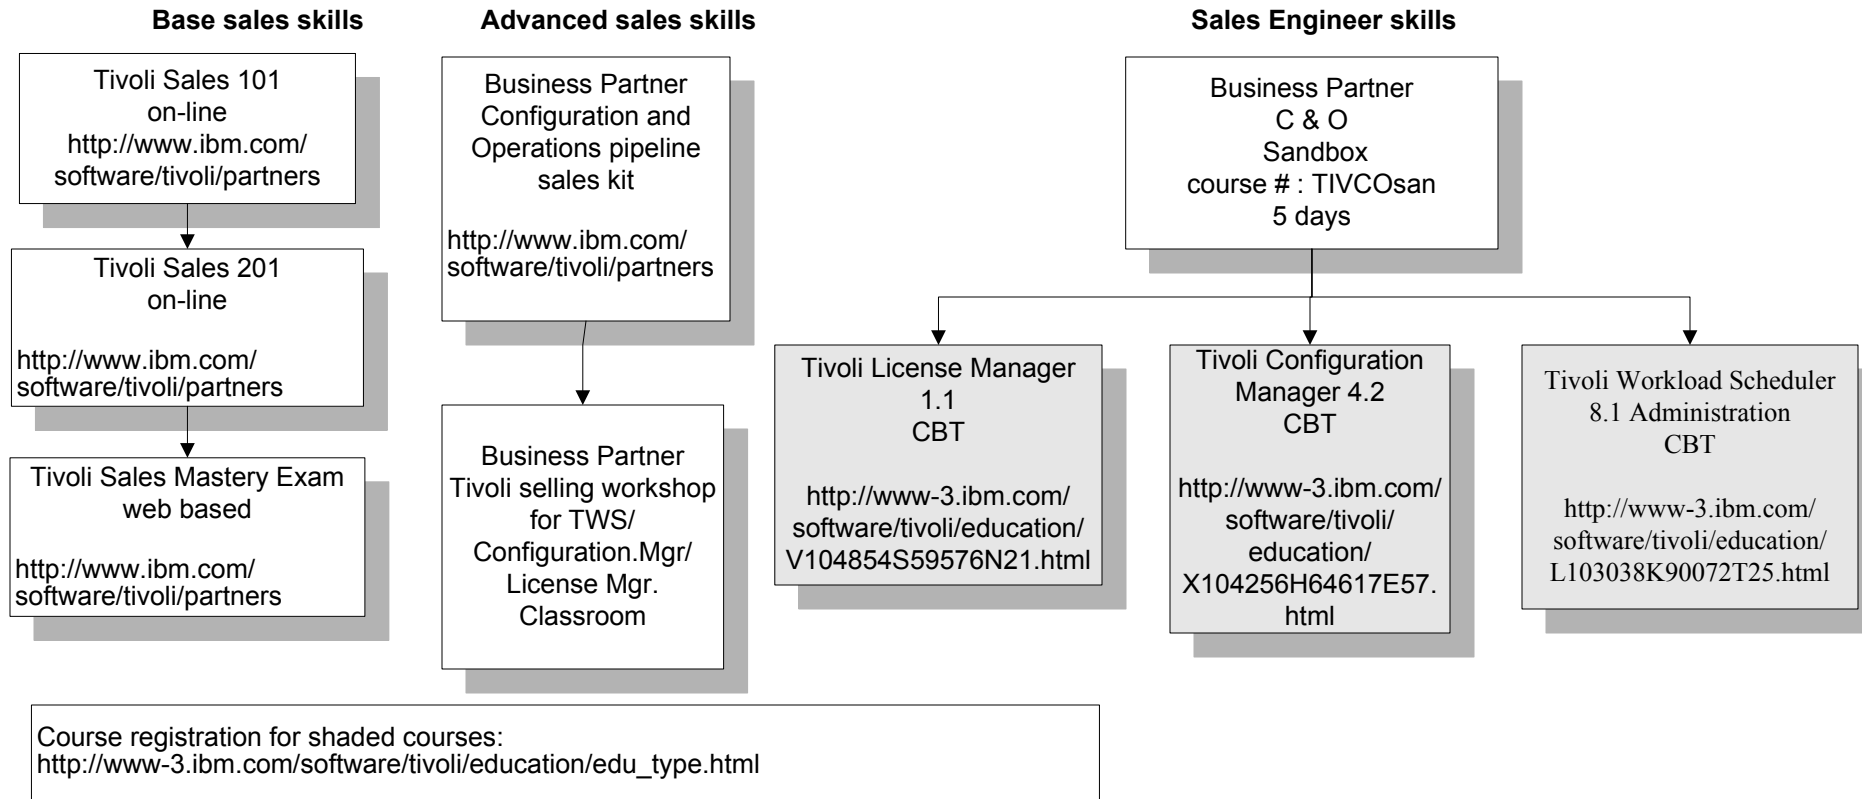 Base sales skills
Advanced sales skills
Sales Engineer skills
Tivoli Sales 101
on-line
http://www.ibm.com/
software/tivoli/partners
Tivoli Sales 201
on-line
http://www.ibm.com/
software/tivoli/partners
Tivoli Sales Mastery Exam
web based
http://www.ibm.com/
software/tivoli/partners
Business Partner
Configuration and
Operations pipeline
sales kit
http://www.ibm.com/
software/tivoli/partners
Business Partner
Tivoli selling workshop
for TWS/
Configuration.Mgr/
License Mgr.
Classroom
Business Partner
C & O
Sandbox
course # : TIVCOsan
5 days
Tivoli License Manager
1.1
CBT
http://www-3.ibm.com/
software/tivoli/education/
V104854S59576N21.html
Tivoli Configuration
Manager 4.2
CBT
http://www-3.ibm.com/
software/tivoli/
education/
X104256H64617E57.
html
Tivoli Workload Scheduler
8.1 Administration
CBT
http://www-3.ibm.com/
software/tivoli/education/
L103038K90072T25.html
Course registration for shaded courses:
http://www-3.ibm.com/software/tivoli/education/edu_type.html